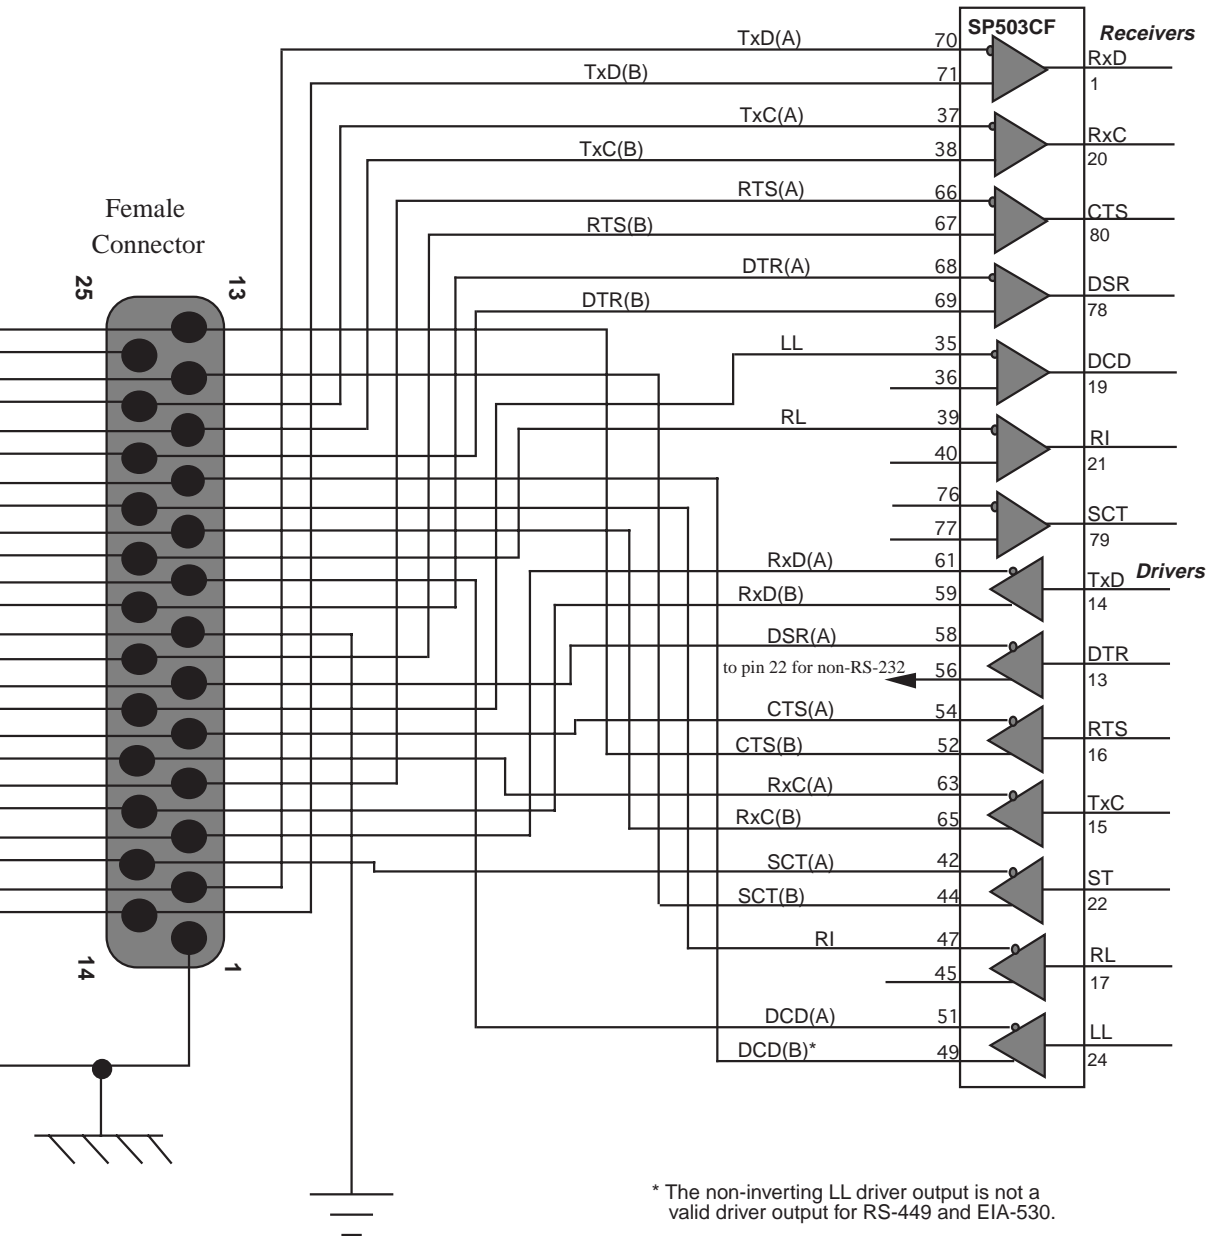 SP503CF
Receivers
TxD(A) 70 RxD
TxD(B) 71 1
TxC(A) 37 RxC
TxC(B) 38 20
RTS(A) 66 CTS
RTS(B) 67 80
DTR(A) 68 DSR
DTR(B) 69 78
LL 35 DCD
36 19
RL 39 RI
40 21
76 SCT
77 79
Female
Connector
25 13
14 1
Drivers
RxD(A) 61 TxD
RxD(B) 59 14
DSR(A) 58 DTR
to pin 22 for non-RS-232 56 13
CTS(A) 54 RTS
CTS(B) 52 16
RxC(A) 63 TxC
RxC(B) 65 15
SCT(A) 42 ST
SCT(B) 44 22
RI 47 RL
45 17
DCD(A) 51 LL
DCD(B)* 49 24
* The non-inverting LL driver output is not a
valid driver output for RS-449 and EIA-530.